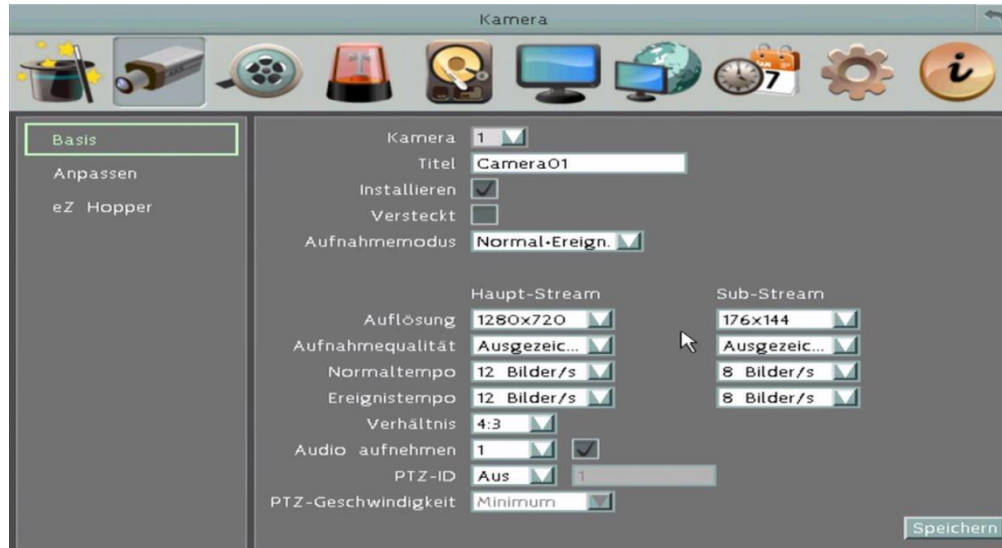 Kamera
7
Basis
Anpassen
eZ Hopper
Kamera 1
Titel Camera01
Installieren
Versteckt
Aufnahmemodus Normal+Ereign.
Haupt-Stream Sub-Stream
Auflösung 1280x720 176x144
Aufnahmequalität Ausgezeic... Ausgezeic...
Normaltempo 12 Bilder/s 8 Bilder/s
Ereignistempo 12 Bilder/s 8 Bilder/s
Verhältnis 4:3
Audio aufnehmen 1
PTZ-ID Aus 1
PTZ-Geschwindigkeit Minimum
Speichern